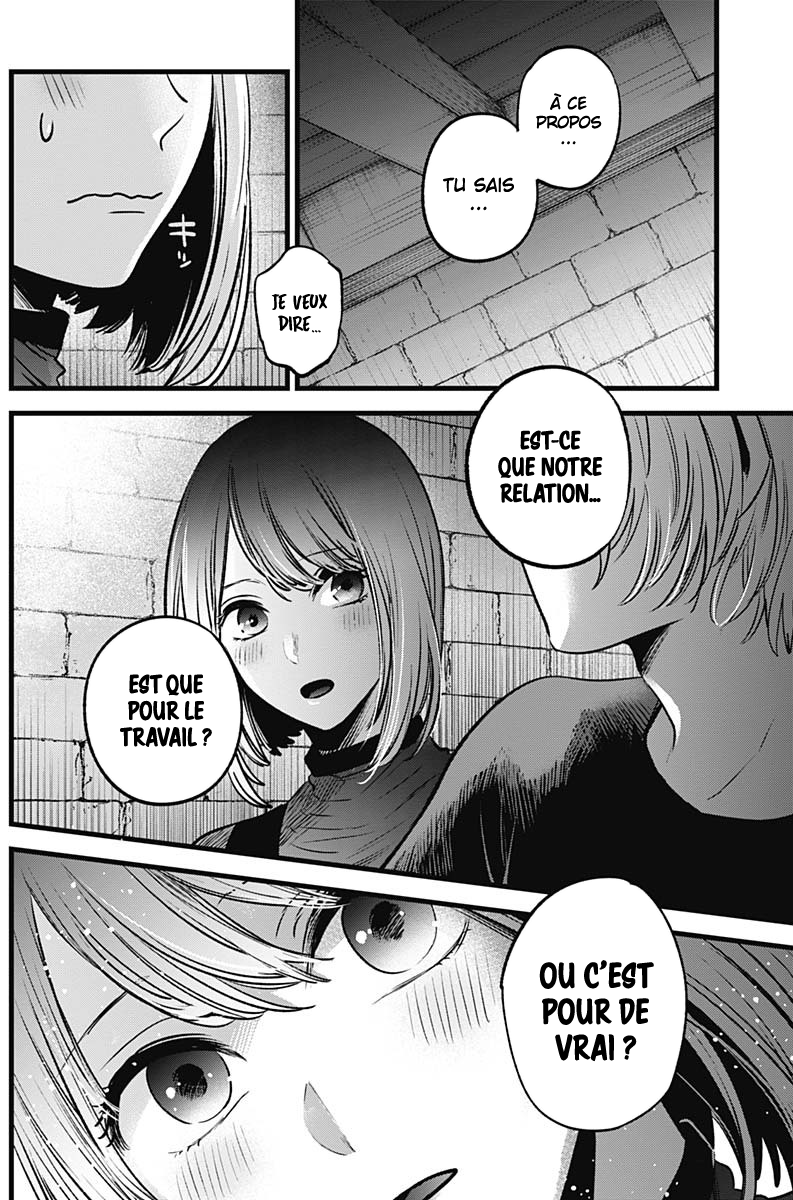 À CE
PROPOS
...
TU SAIS
...
キュッ
JE VEUX
DIRE...
EST-CE
QUE NOTRE
RELATION...
EST QUE
POUR LE
TRAVAIL ?
OU C'EST
POUR DE
VRAI ?